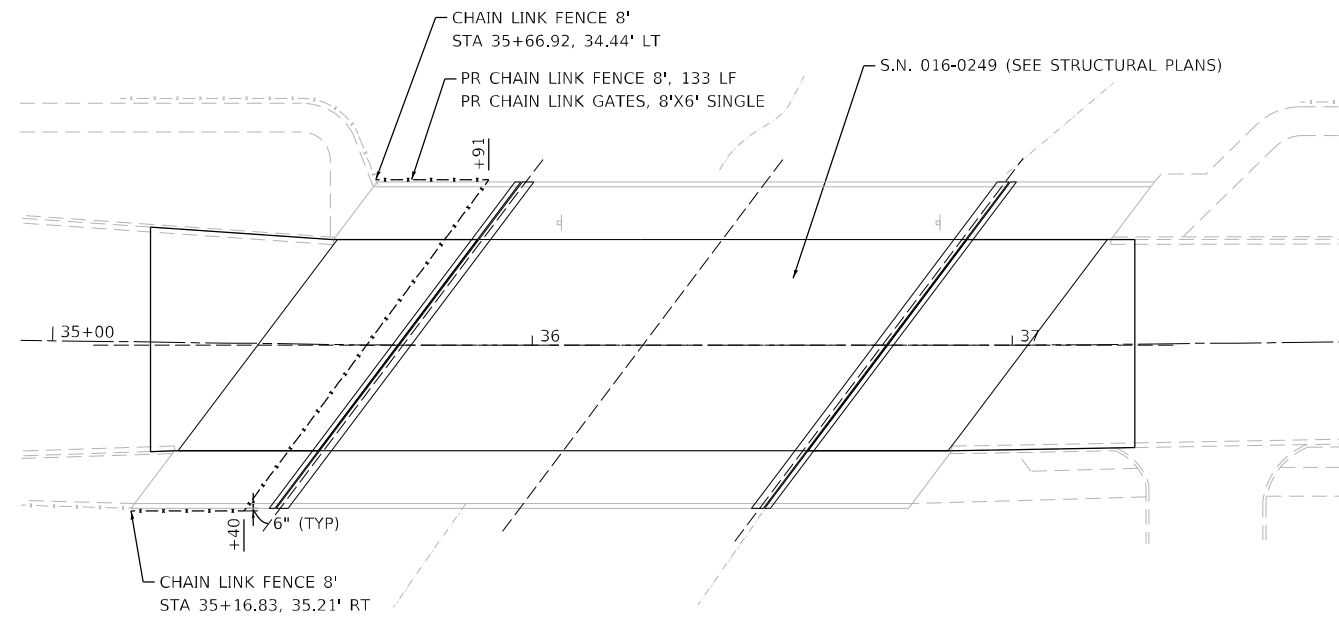 CHAIN LINK FENCE 8'
STA 35+66.92, 34.44' LT
PR CHAIN LINK FENCE 8', 133 LF
PR CHAIN LINK GATES, 8'X6' SINGLE
S.N. 016-0249 (SEE STRUCTURAL PLANS)
+91
35+00
36
37
+40
6" (TYP)
CHAIN LINK FENCE 8'
STA 35+16.83, 35.21' RT